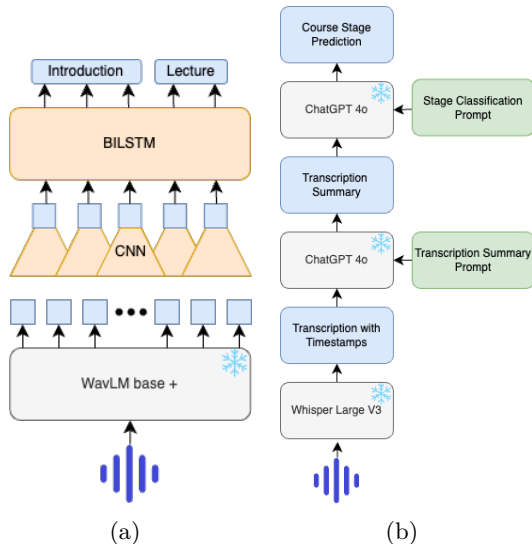 Introduction
Lecture
BILSTM
CNN
WavLM base +
(a)
Course Stage
Prediction
ChatGPT 4o
Stage Classification
Prompt
Transcription
Summary
ChatGPT 4o
Transcription Summary
Prompt
Transcription with
Timestamps
Whisper Large V3
(b)